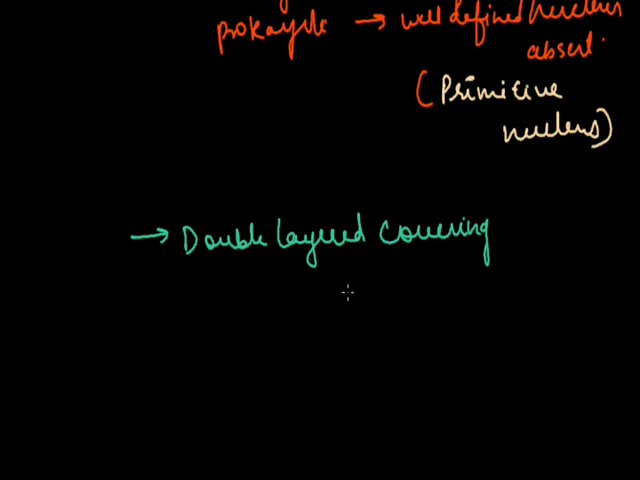 prokaryote → well defined nucleus
absent.
(Primitive
nucleus)
→ Double layered covering